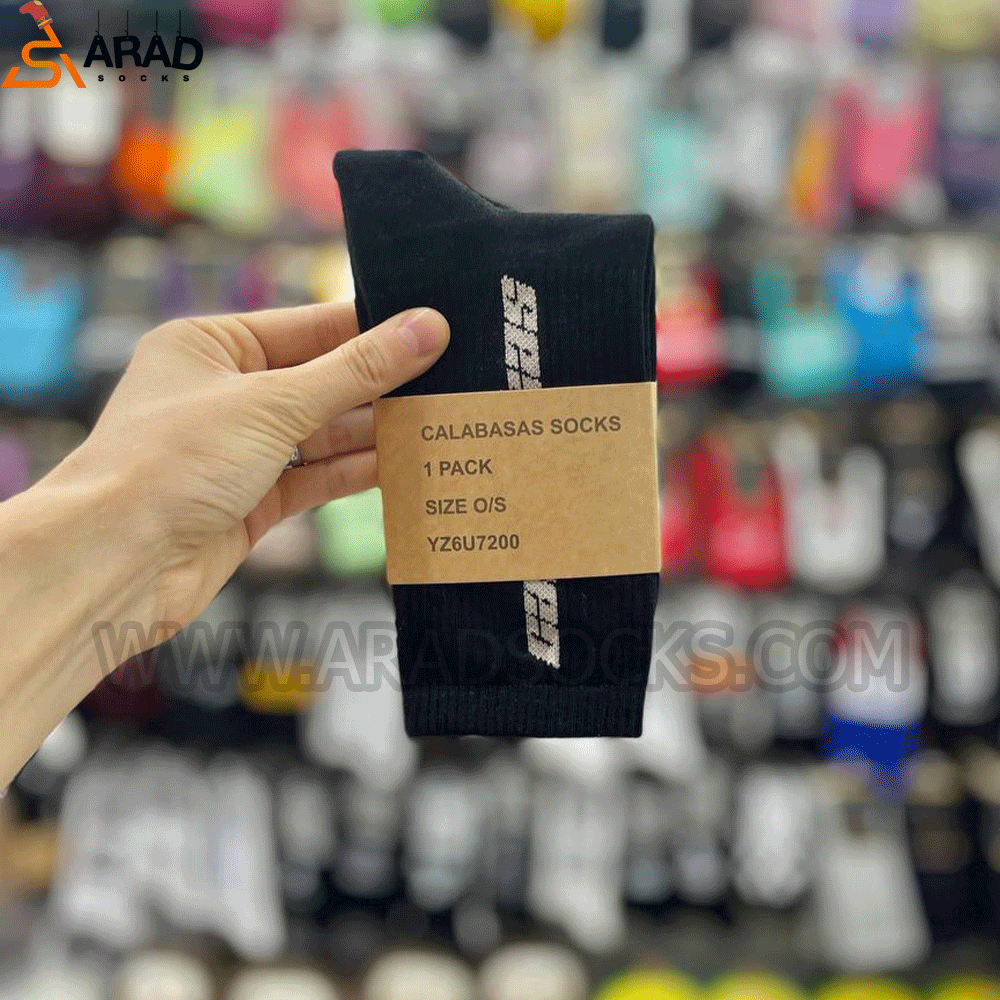 ARAD
SOCKS
CALABASAS SOCKS
1 PACK
SIZE O/S
YZ6U7200
WWW.ARADSOCKS.COM